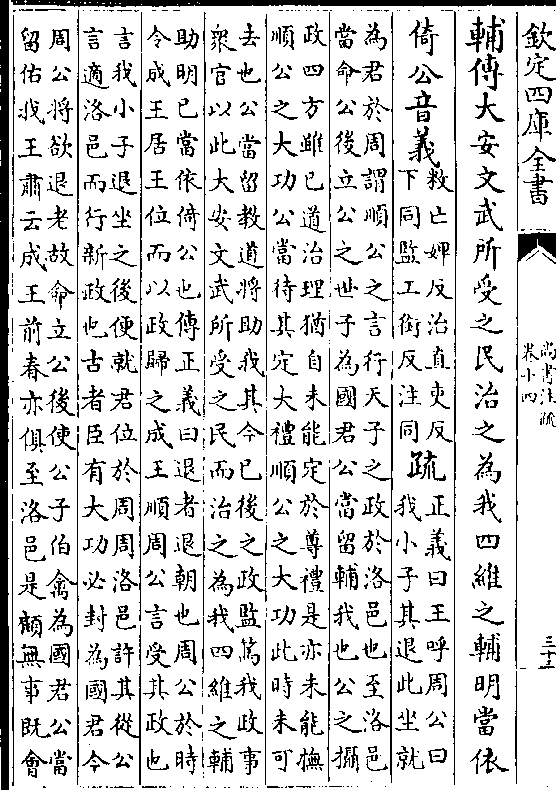 欽定四庫全書
尚書注疏
卷十四
輔傳大安文武所受之民治之為我四維之輔明當依
倚公音義
敉亡婢反治直吏反
下同監工銜反注同
疏
正義曰王呼周公曰
我小子其退此坐就
為君於周謂順公之言行天子之政於洛邑也至洛邑
當命公後立公之世子為國君公當留輔我也公之攝
政四方雖已道治理猶自未能定於尊禮是亦未能撫
順公之大功公當待其定大禮順公之大功此時未可
去也公當留教道將助我其今已後之政監篤我政事
衆官以此大安文武所受之民而治之為我四維之輔
助明已當依倚公也傳正義曰退者退朝也周公於時
令成王居王位而以政歸之成王順周公言受其政也
言我小子退坐之後便就君位於周周洛邑許其從公
言適洛邑而行新政也古者臣有大功必封為國君今
周公將欲退老故命立公後使公子伯禽為國君公當
留佑我王肅云成王前春亦俱至洛邑是顧無事既會